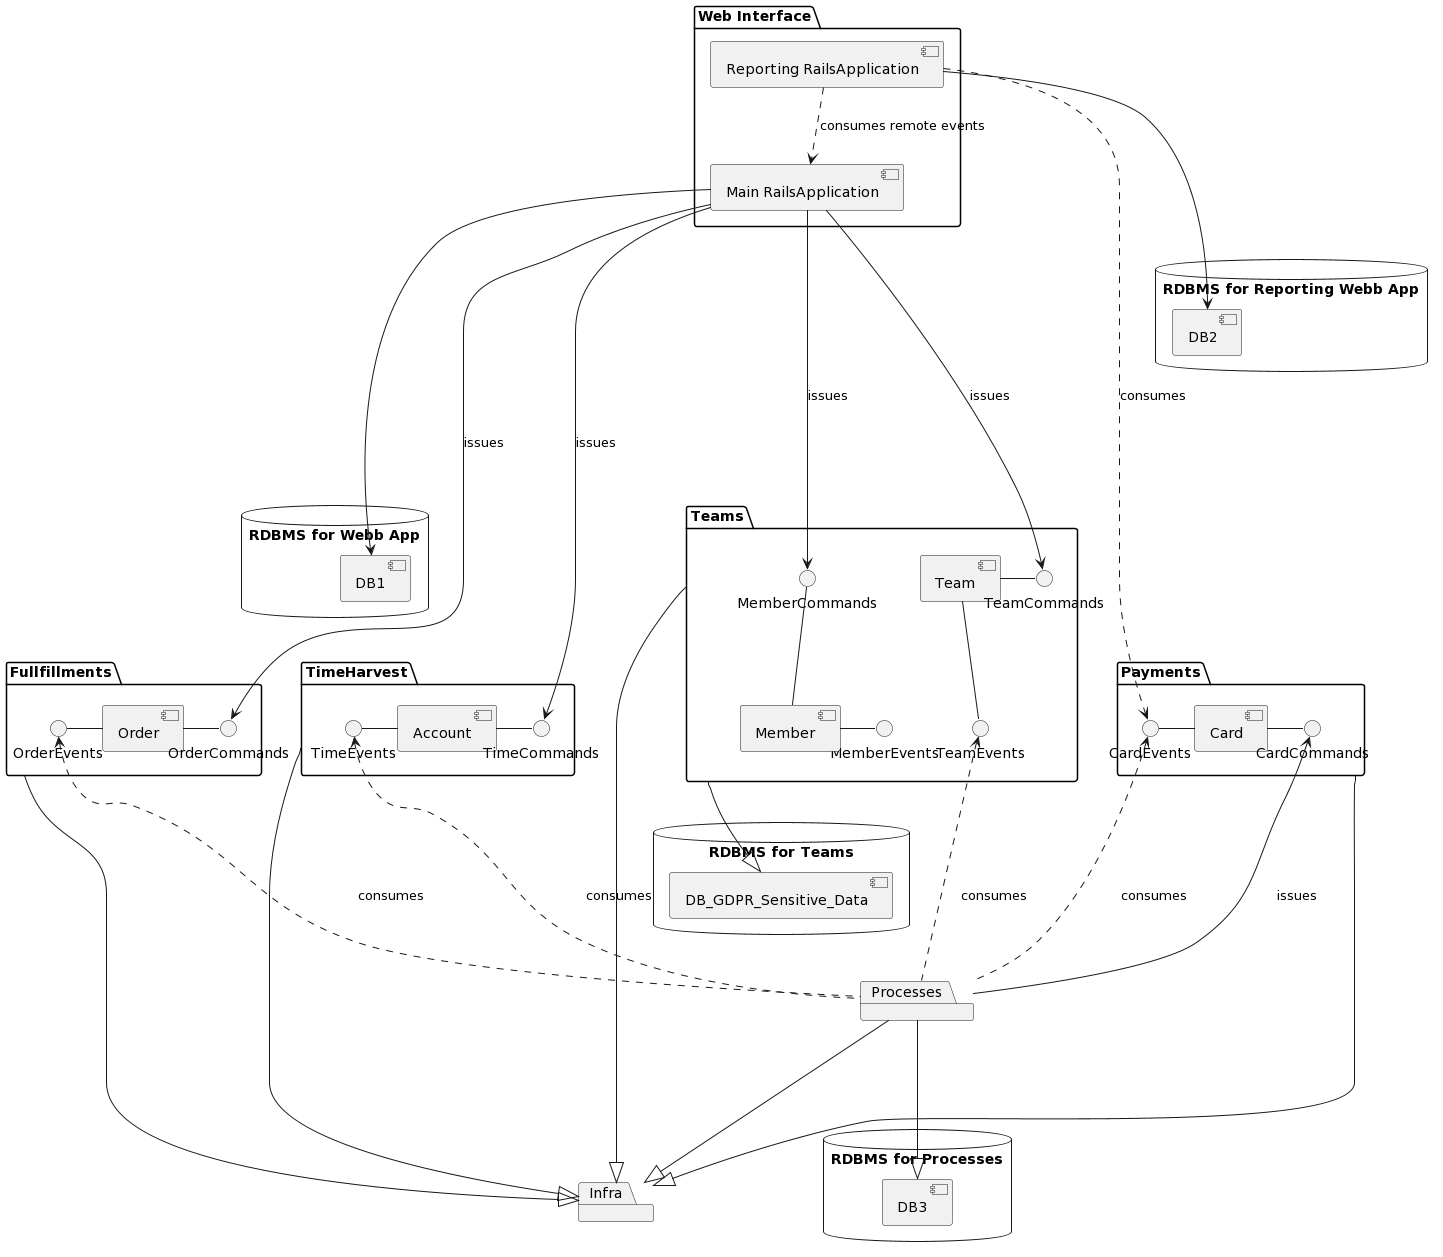 Web Interface
Reporting RailsApplication
consumes remote events
Main RailsApplication
RDBMS for Reporting Webb App
DB2
issues
issues
consumes
issues
issues
RDBMS for Webb App
DB1
Teams
Team
MemberCommands
TeamCommands
Member
MemberEvents
TeamEvents
Fullfillments
Order
OrderEvents
OrderCommands
TimeHarvest
Account
TimeEvents
TimeCommands
Payments
Card
CardEvents
CardCommands
RDBMS for Teams
DB_GDPR_Sensitive_Data
consumes
consumes
consumes
consumes
issues
Processes
RDBMS for Processes
DB3
Infra